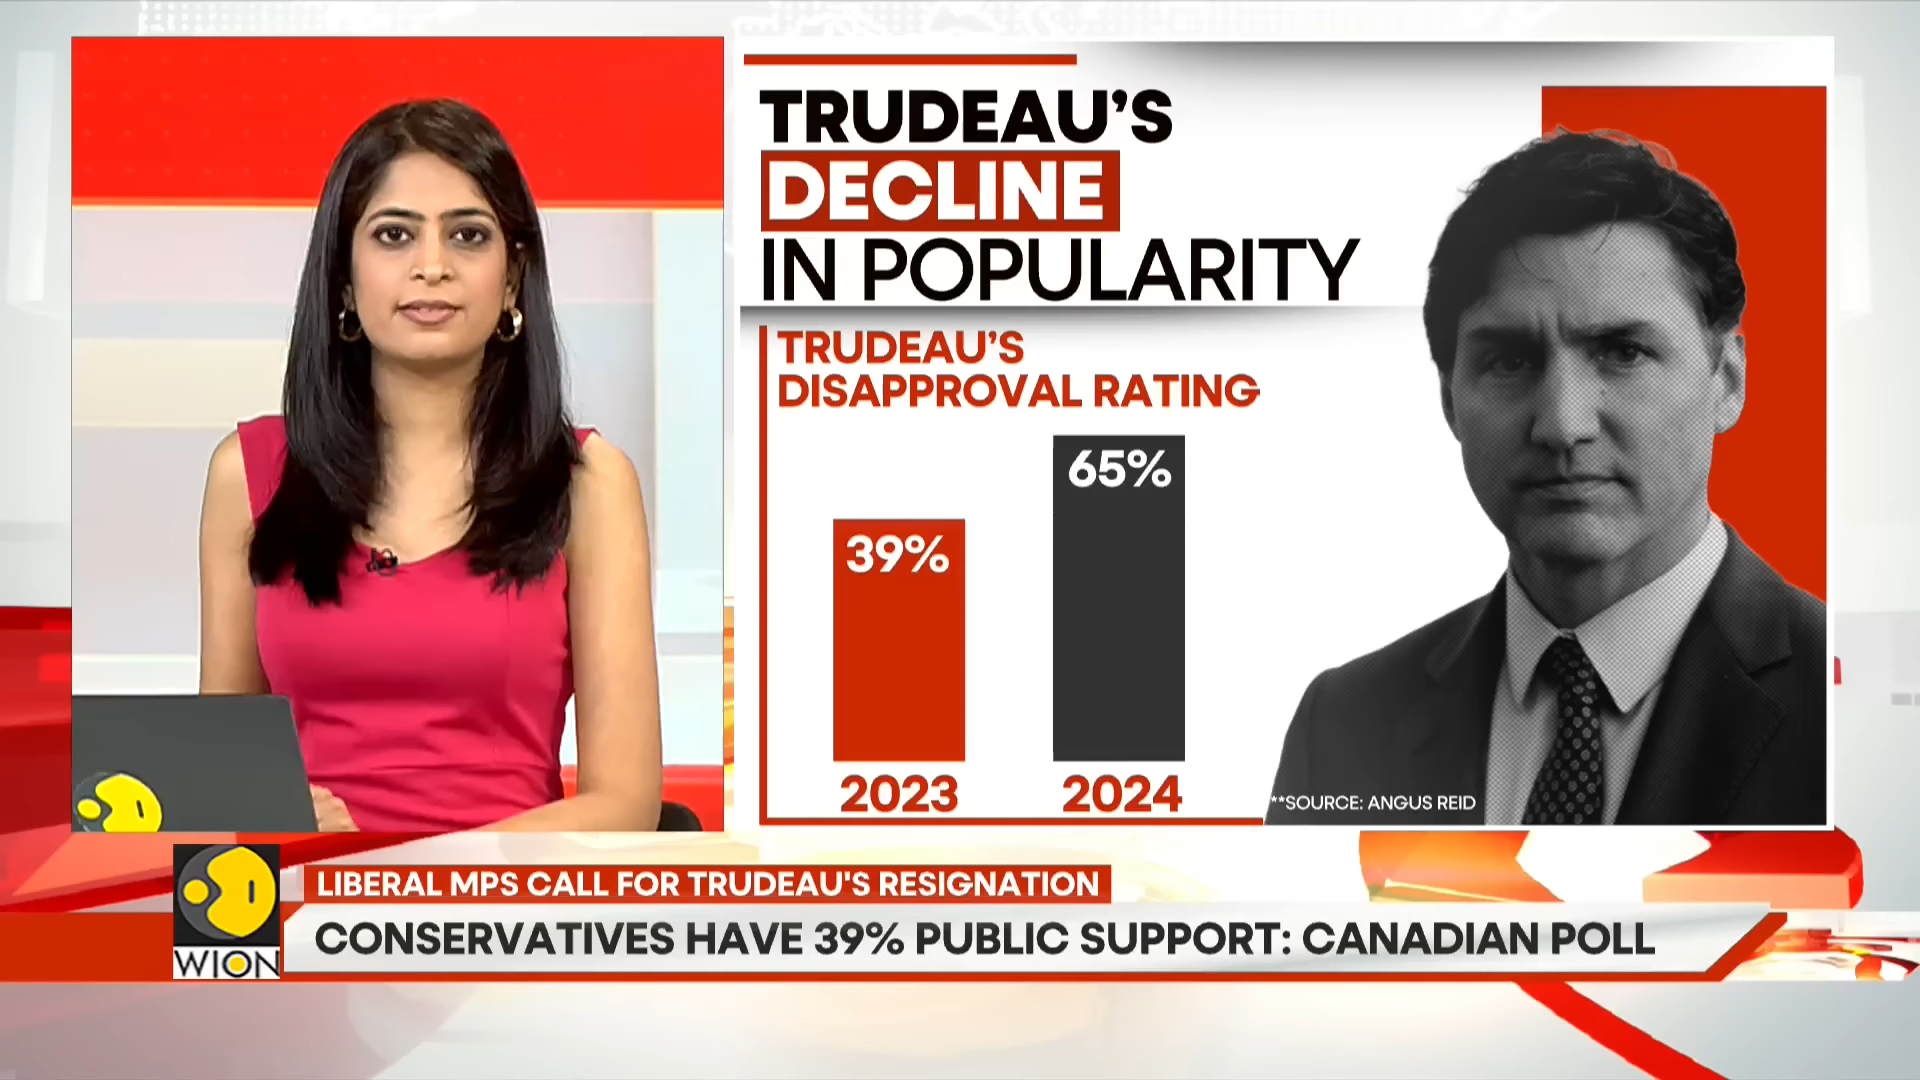 TRUDEAU'S
DECLINE
IN POPULARITY
TRUDEAU'S
DISAPPROVAL RATING
39%
65%
2023
2024
**SOURCE: ANGUS REID
LIBERAL MPS CALL FOR TRUDEAU'S RESIGNATION
CONSERVATIVES HAVE 39% PUBLIC SUPPORT: CANADIAN POLL
WION